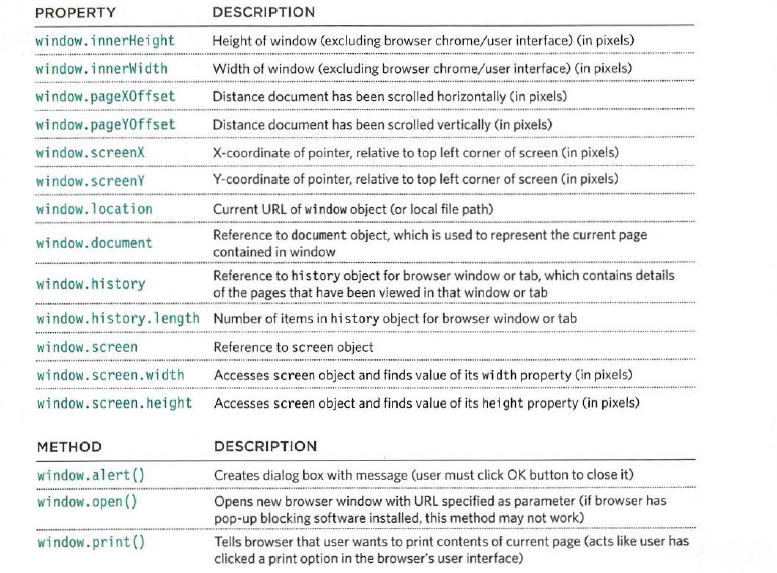 PROPERTY DESCRIPTION
window.innerHeight Height of window (excluding browser chrome/user interface) (in pixels)
window.innerWidth Width of window (excluding browser chrome/user interface) (in pixels)
window.pageXOffset Distance document has been scrolled horizontally (in pixels)
window.pageYOffset Distance document has been scrolled vertically (in pixels)
window.screenX X-coordinate of pointer, relative to top left corner of screen (in pixels)
window.screenY Y-coordinate of pointer, relative to top left corner of screen (in pixels)
window.location Current URL of window object (or local file path)
window.document Reference to document object, which is used to represent the current page
contained in window
window.history Reference to history object for browser window or tab, which contains details
of the pages that have been viewed in that window or tab
window.history.length Number of items in history object for browser window or tab
window.screen Reference to screen object
window.screen.width Accesses screen object and finds value of its width property (in pixels)
window.screen.height Accesses screen object and finds value of its height property (in pixels)
METHOD DESCRIPTION
window.alert() Creates dialog box with message (user must click OK button to close it)
window.open() Opens new browser window with URL specified as parameter (if browser has
pop-up blocking software installed, this method may not work)
window.print() Tells browser that user wants to print contents of current page (acts like user has
clicked a print option in the browser's user interface)